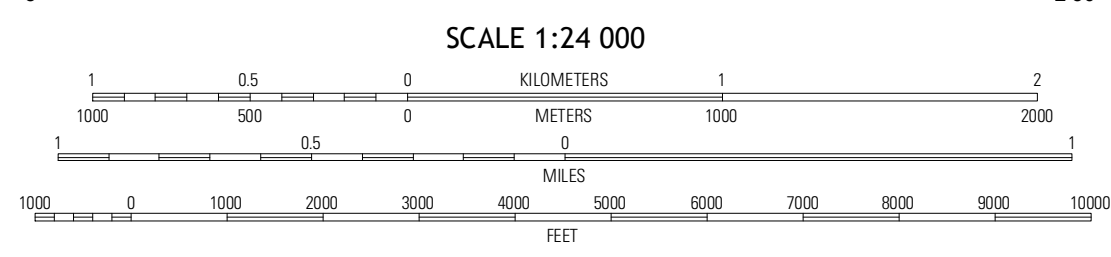 SCALE 1:24 000
1 0.5 0 KILOMETERS 1 2
1000 500 0 METERS 1000 2000
1 0.5 0 1
MILES
1000 0 1000 2000 3000 4000 5000 6000 7000 8000 9000 10000
FEET